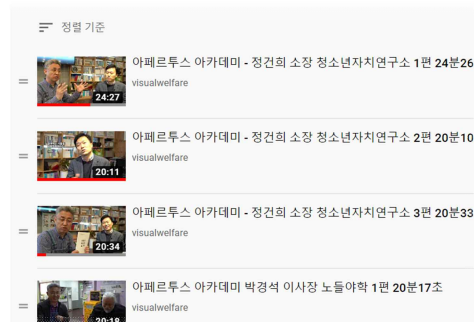 정렬 기준
아페르투스 아카데미 - 정건희 소장 청소년자치연구소 1편 24분26
visualwelfare
24:27
아페르투스 아카데미 - 정건희 소장 청소년자치연구소 2편 20분10
visualwelfare
20:11
아페르투스 아카데미 - 정건희 소장 청소년자치연구소 3편 20분33
visualwelfare
20:34
아페르투스 아카데미 박경석 이사장 노들야학 1편 20분17초
visualwelfare
20:18